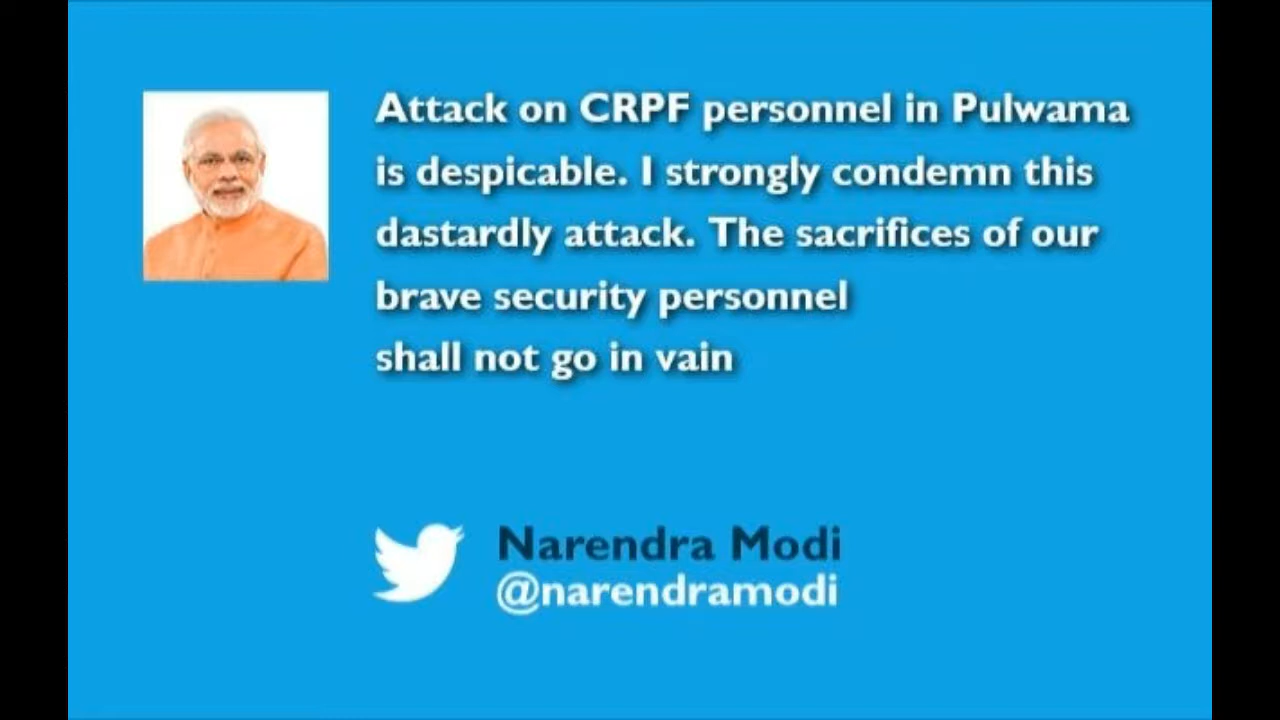 Attack on CRPF personnel in Pulwama
is despicable. I strongly condemn this
dastardly attack. The sacrifices of our
brave security personnel
shall not go in vain
Narendra Modi
@narendramodi